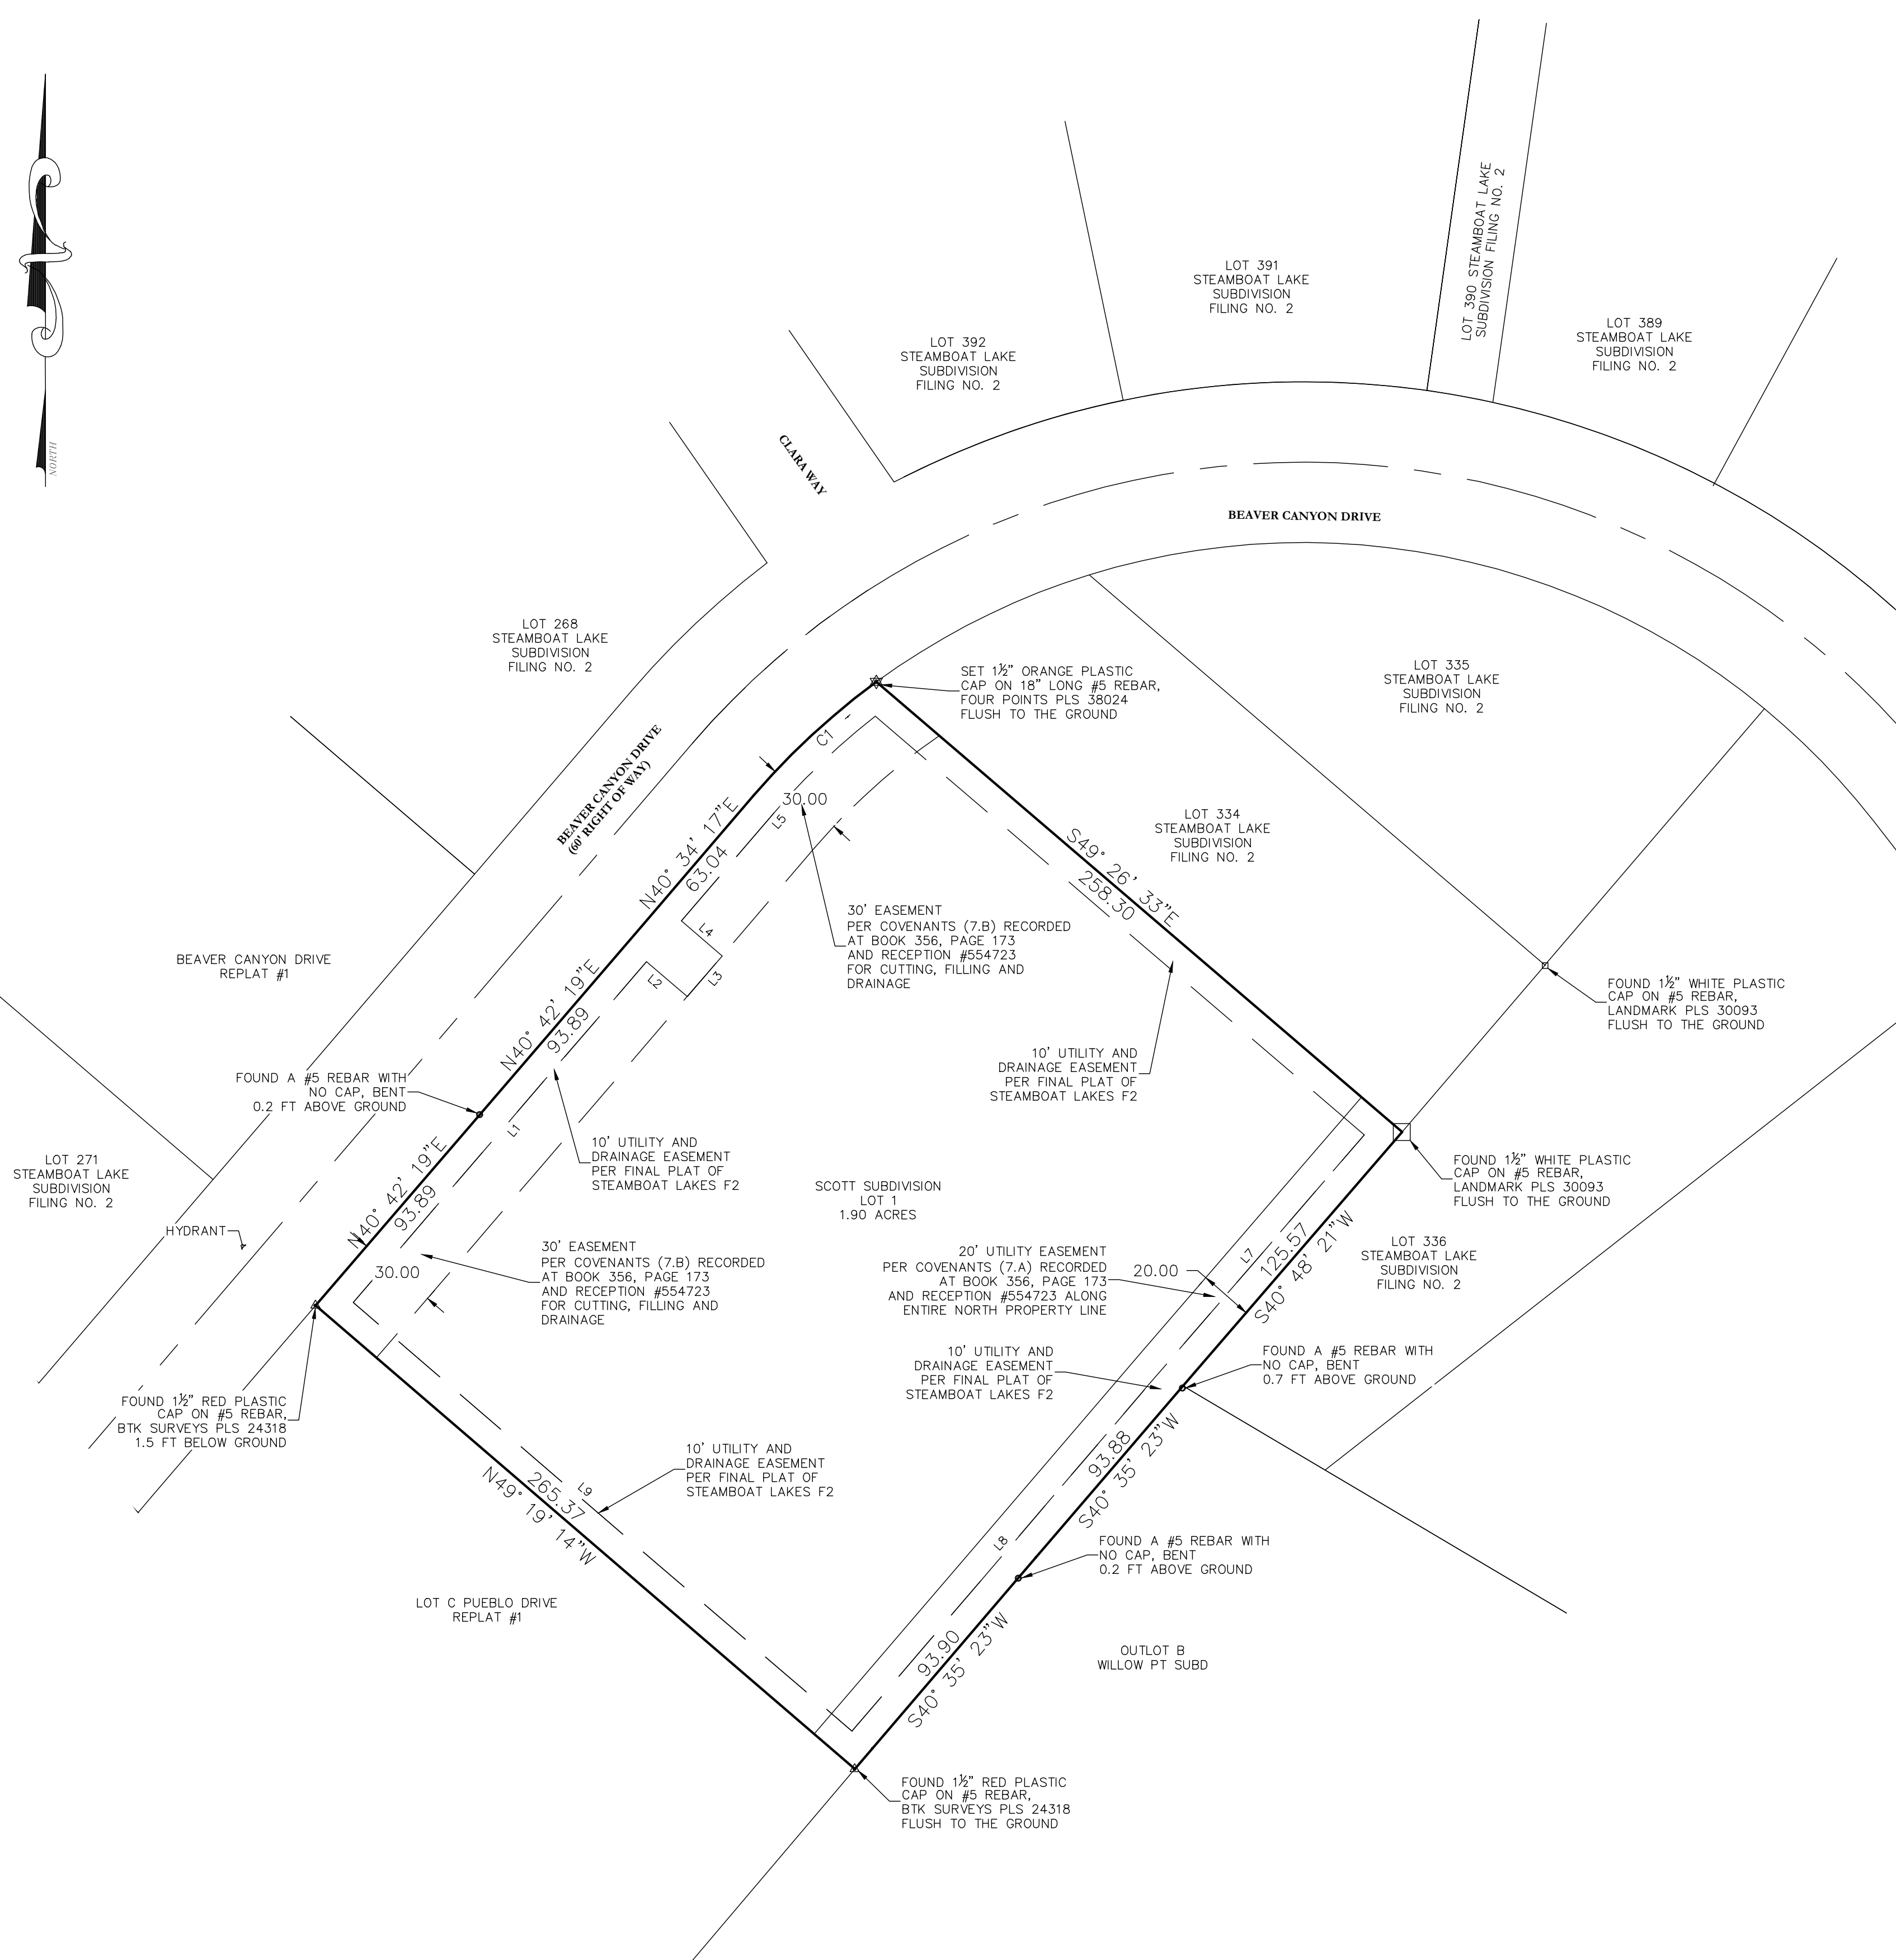 NORTH
LOT 390 STEAMBOAT LAKE
SUBDIVISION FILING NO. 2
LOT 391
STEAMBOAT LAKE
SUBDIVISION
FILING NO. 2
LOT 389
STEAMBOAT LAKE
SUBDIVISION
FILING NO. 2
LOT 392
STEAMBOAT LAKE
SUBDIVISION
FILING NO. 2
CLARA WAY
BEAVER CANYON DRIVE
LOT 268
STEAMBOAT LAKE
SUBDIVISION
FILING NO. 2
SET 1½" ORANGE PLASTIC
CAP ON 18" LONG #5 REBAR,
FOUR POINTS PLS 38024
FLUSH TO THE GROUND
LOT 335
STEAMBOAT LAKE
SUBDIVISION
FILING NO. 2
BEAVER CANYON DRIVE
(60' RIGHT OF WAY)
C1
30.00
L5
N40° 34' 17"E
63.04
LOT 334
STEAMBOAT LAKE
SUBDIVISION
FILING NO. 2
S49° 26' 33"E
258.30
30' EASEMENT
PER COVENANTS (7.B) RECORDED
AT BOOK 356, PAGE 173
AND RECEPTION #554723
FOR CUTTING, FILLING AND
DRAINAGE
L4
L3
L2
BEAVER CANYON DRIVE
REPLAT #1
N40° 42' 19"E
93.89
FOUND 1½" WHITE PLASTIC
CAP ON #5 REBAR,
LANDMARK PLS 30093
FLUSH TO THE GROUND
10' UTILITY AND
DRAINAGE EASEMENT
PER FINAL PLAT OF
STEAMBOAT LAKES F2
FOUND A #5 REBAR WITH
NO CAP, BENT
0.2 FT ABOVE GROUND
L1
10' UTILITY AND
DRAINAGE EASEMENT
PER FINAL PLAT OF
STEAMBOAT LAKES F2
LOT 271
STEAMBOAT LAKE
SUBDIVISION
FILING NO. 2
N40° 42' 19"E
93.89
HYDRANT
SCOTT SUBDIVISION
LOT 1
1.90 ACRES
FOUND 1½" WHITE PLASTIC
CAP ON #5 REBAR,
LANDMARK PLS 30093
FLUSH TO THE GROUND
30.00
30' EASEMENT
PER COVENANTS (7.B) RECORDED
AT BOOK 356, PAGE 173
AND RECEPTION #554723
FOR CUTTING, FILLING AND
DRAINAGE
20' UTILITY EASEMENT
PER COVENANTS (7.A) RECORDED
AT BOOK 356, PAGE 173
AND RECEPTION #554723 ALONG
ENTIRE NORTH PROPERTY LINE
20.00
L7
125.57
S40° 48' 21"W
LOT 336
STEAMBOAT LAKE
SUBDIVISION
FILING NO. 2
10' UTILITY AND
DRAINAGE EASEMENT
PER FINAL PLAT OF
STEAMBOAT LAKES F2
FOUND A #5 REBAR WITH
NO CAP, BENT
0.7 FT ABOVE GROUND
FOUND 1½" RED PLASTIC
CAP ON #5 REBAR,
BTK SURVEYS PLS 24318
1.5 FT BELOW GROUND
10' UTILITY AND
DRAINAGE EASEMENT
PER FINAL PLAT OF
STEAMBOAT LAKES F2
L9
265.37
N49° 19' 14"W
93.88
S40° 35' 23"W
L8
FOUND A #5 REBAR WITH
NO CAP, BENT
0.2 FT ABOVE GROUND
LOT C PUEBLO DRIVE
REPLAT #1
93.90
S40° 35' 23"W
OUTLOT B
WILLOW PT SUBD
FOUND 1½" RED PLASTIC
CAP ON #5 REBAR,
BTK SURVEYS PLS 24318
FLUSH TO THE GROUND